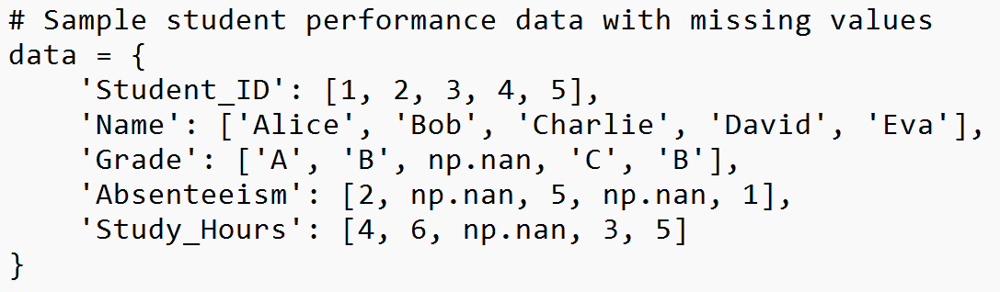 # Sample student performance data with missing values
data = {
    'Student_ID': [1, 2, 3, 4, 5],
    'Name': ['Alice', 'Bob', 'Charlie', 'David', 'Eva'],
    'Grade': ['A', 'B', np.nan, 'C', 'B'],
    'Absenteeism': [2, np.nan, 5, np.nan, 1],
    'Study_Hours': [4, 6, np.nan, 3, 5]
}